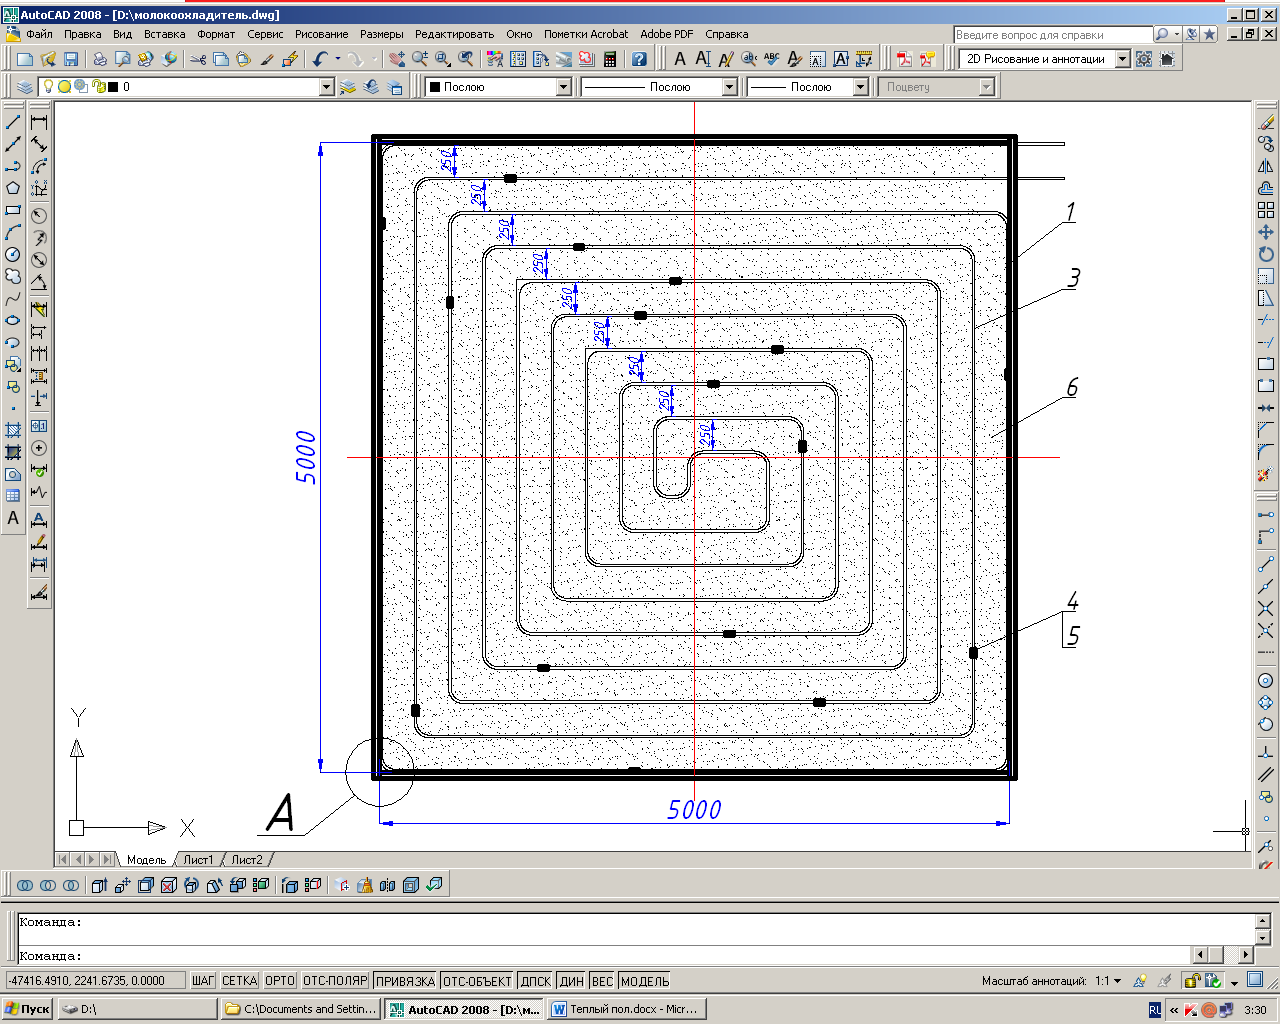 AutoCAD 2008 - [D:\молокоохладитель.dwg]
Файл Правка Вид Вставка Формат Сервис Рисование Размеры Редактировать Окно Пометки Acrobat Adobe PDF Справка
Введите вопрос для справки
2D Рисование и аннотации
0
Послою
Послою
Послою
Поцвету
250
250
250
250
250
250
250
250
250
1
3
6
5000
4
5
5000
A
Y
X
Модель Лист1 Лист2
Команда:
Команда:
-47416.4910, 2241.6735, 0.0000 ШАГ СЕТКА ОРТО ОТС-ПОЛЯР ПРИВЯЗКА ОТС-ОБЪЕКТ ДПСК ДИН ВЕС МОДЕЛЬ Масштаб аннотаций: 1:1
Пуск D:\ C:\Documents and Settin... AutoCAD 2008 - [D:\м... Теплый пол.docx - Micr... RU « 3:30